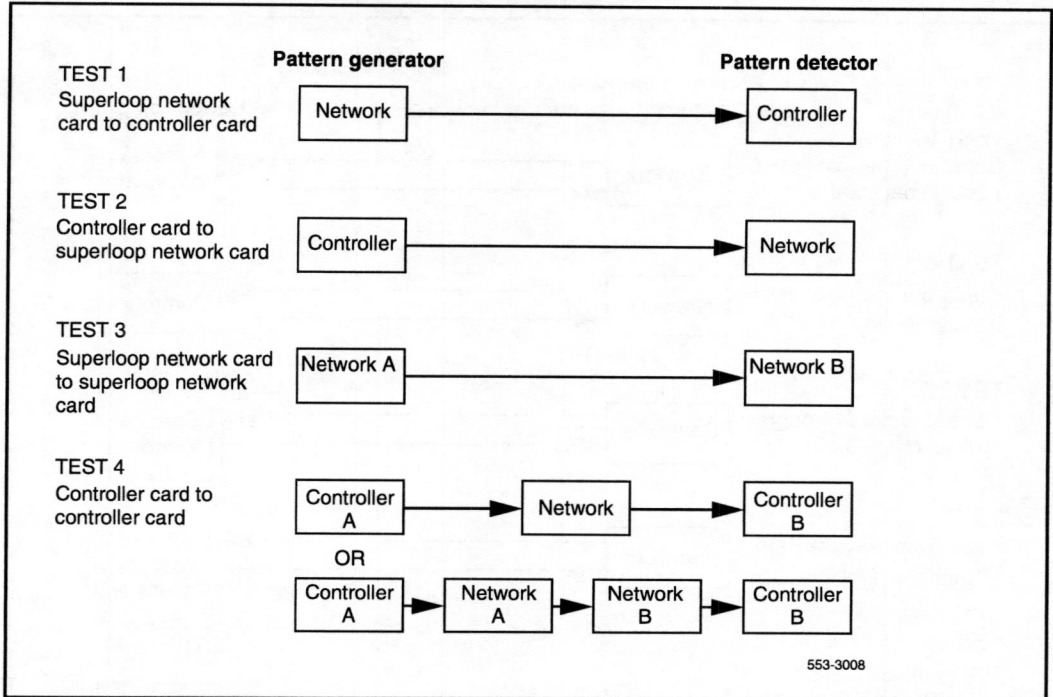 Pattern generator
Pattern detector
TEST 1
Superloop network
card to controller card
Network
Controller
TEST 2
Controller card to
superloop network card
Controller
Network
TEST 3
Superloop network card
to superloop network
card
Network A
Network B
TEST 4
Controller card to
controller card
Controller
A
Network
Controller
B
OR
Controller
A
Network
A
Network
B
Controller
B
553-3008